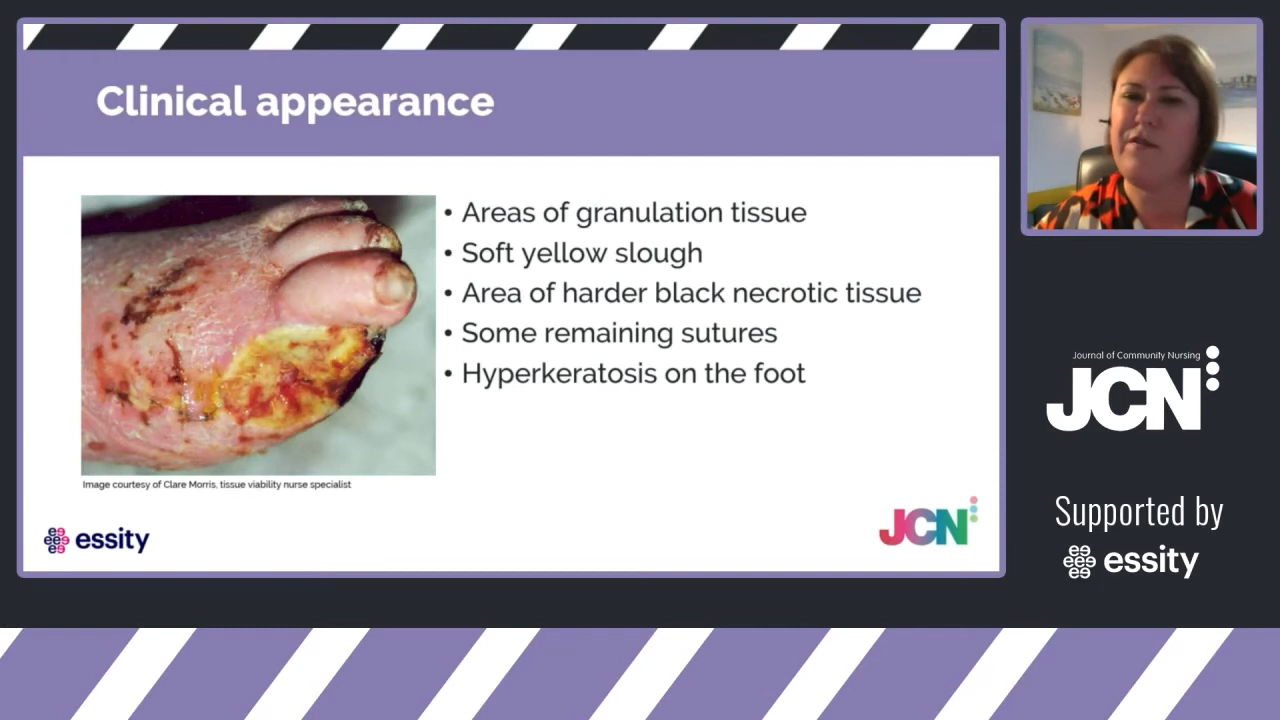 Clinical appearance
• Areas of granulation tissue
• Soft yellow slough
• Area of harder black necrotic tissue
• Some remaining sutures
• Hyperkeratosis on the foot
Image courtesy of Clare Morris, tissue viability nurse specialist
essity
JCN
Journal of Community Nursing
JCN
Supported by
essity